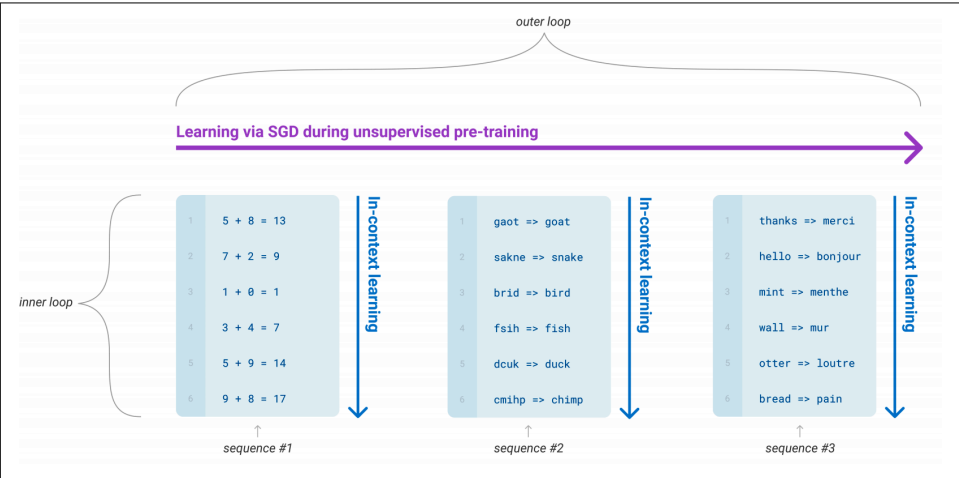 outer loop
Learning via SGD during unsupervised pre-training
inner loop
1 5 + 8 = 13
2 7 + 2 = 9
3 1 + 0 = 1
4 3 + 4 = 7
5 5 + 9 = 14
6 9 + 8 = 17
In-context learning
sequence #1
1 gaot => goat
2 sakne => snake
3 brid => bird
4 fsih => fish
5 dcuk => duck
6 cmihp => chimp
In-context learning
sequence #2
1 thanks => merci
2 hello => bonjour
3 mint => menthe
4 wall => mur
5 otter => loutre
6 bread => pain
In-context learning
sequence #3